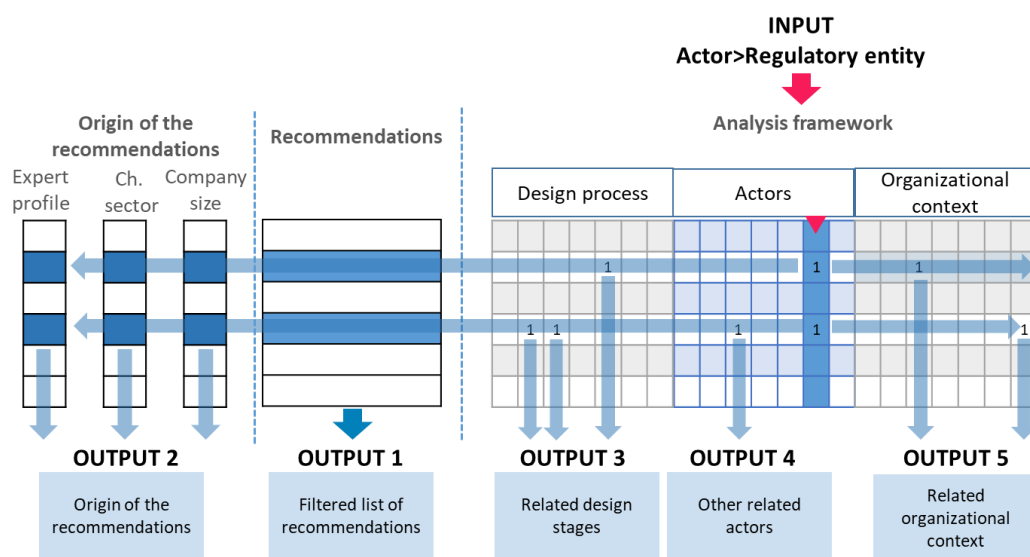 INPUT
Actor>Regulatory entity
Origin of the
recommendations
Recommendations
Analysis framework
Expert
profile
Ch.
sector
Company
size
Design process
Actors
Organizational
context
1
1
1
1
1
1
1
1
OUTPUT 2
OUTPUT 1
OUTPUT 3
OUTPUT 4
OUTPUT 5
Origin of the
recommendations
Filtered list of
recommendations
Related design
stages
Other related
actors
Related
organizational
context